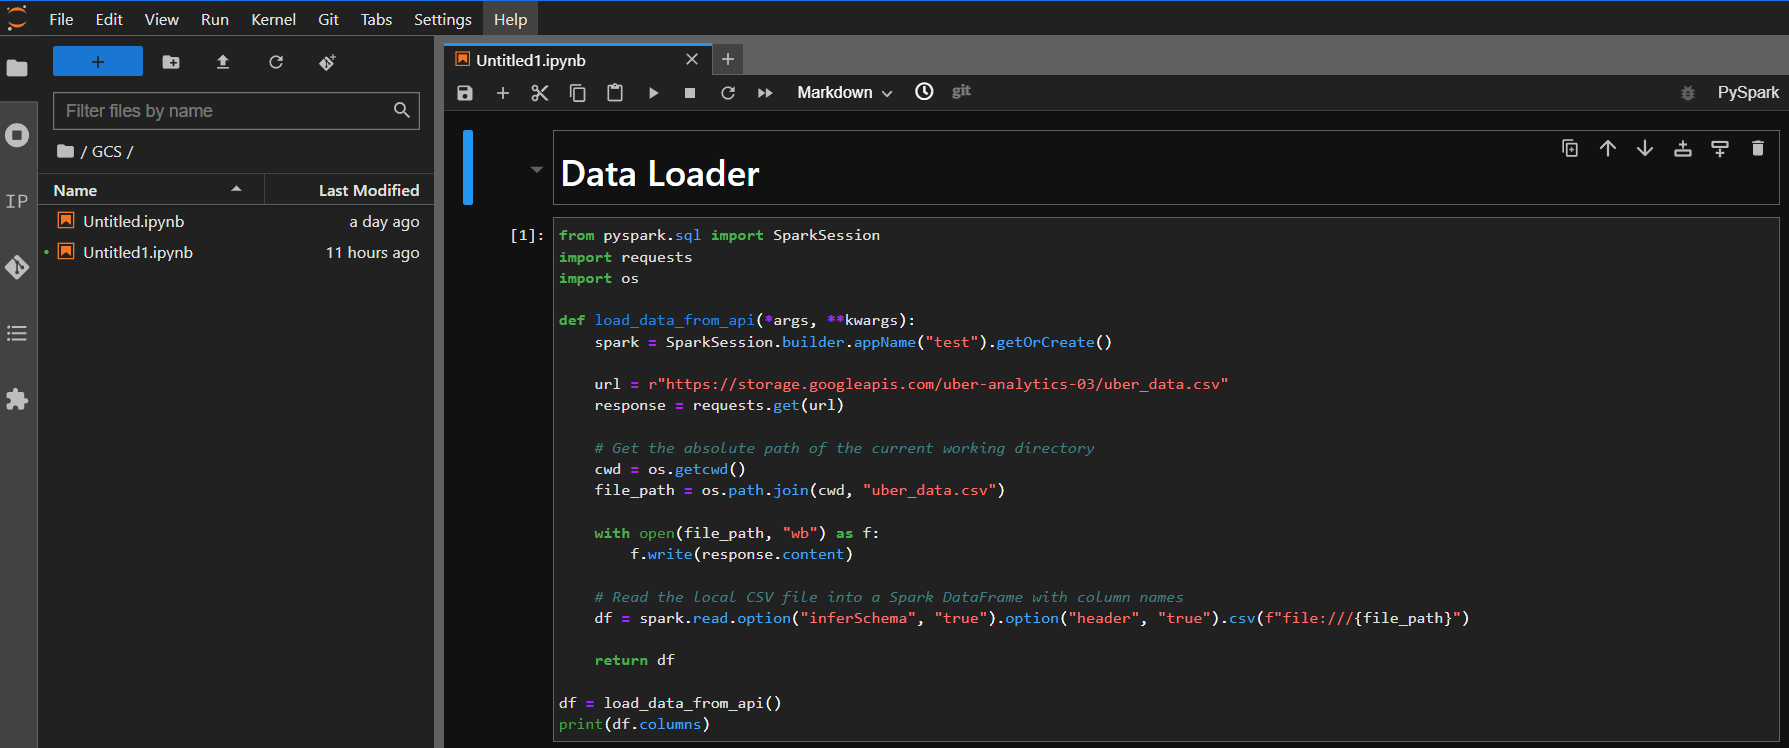 File Edit View Run Kernel Git Tabs Settings Help
Filter files by name
/ GCS /
Name Last Modified
Untitled.ipynb a day ago
Untitled1.ipynb 11 hours ago
IP
Untitled1.ipynb
Markdown git PySpark
Data Loader
[1]: from pyspark.sql import SparkSession
import requests
import os
def load_data_from_api(*args, **kwargs):
    spark = SparkSession.builder.appName("test").getOrCreate()
    url = r"https://storage.googleapis.com/uber-analytics-03/uber_data.csv"
    response = requests.get(url)
    # Get the absolute path of the current working directory
    cwd = os.getcwd()
    file_path = os.path.join(cwd, "uber_data.csv")
    with open(file_path, "wb") as f:
        f.write(response.content)
    # Read the local CSV file into a Spark DataFrame with column names
    df = spark.read.option("inferSchema", "true").option("header", "true").csv(f"file:///{file_path}")
    return df
df = load_data_from_api()
print(df.columns)